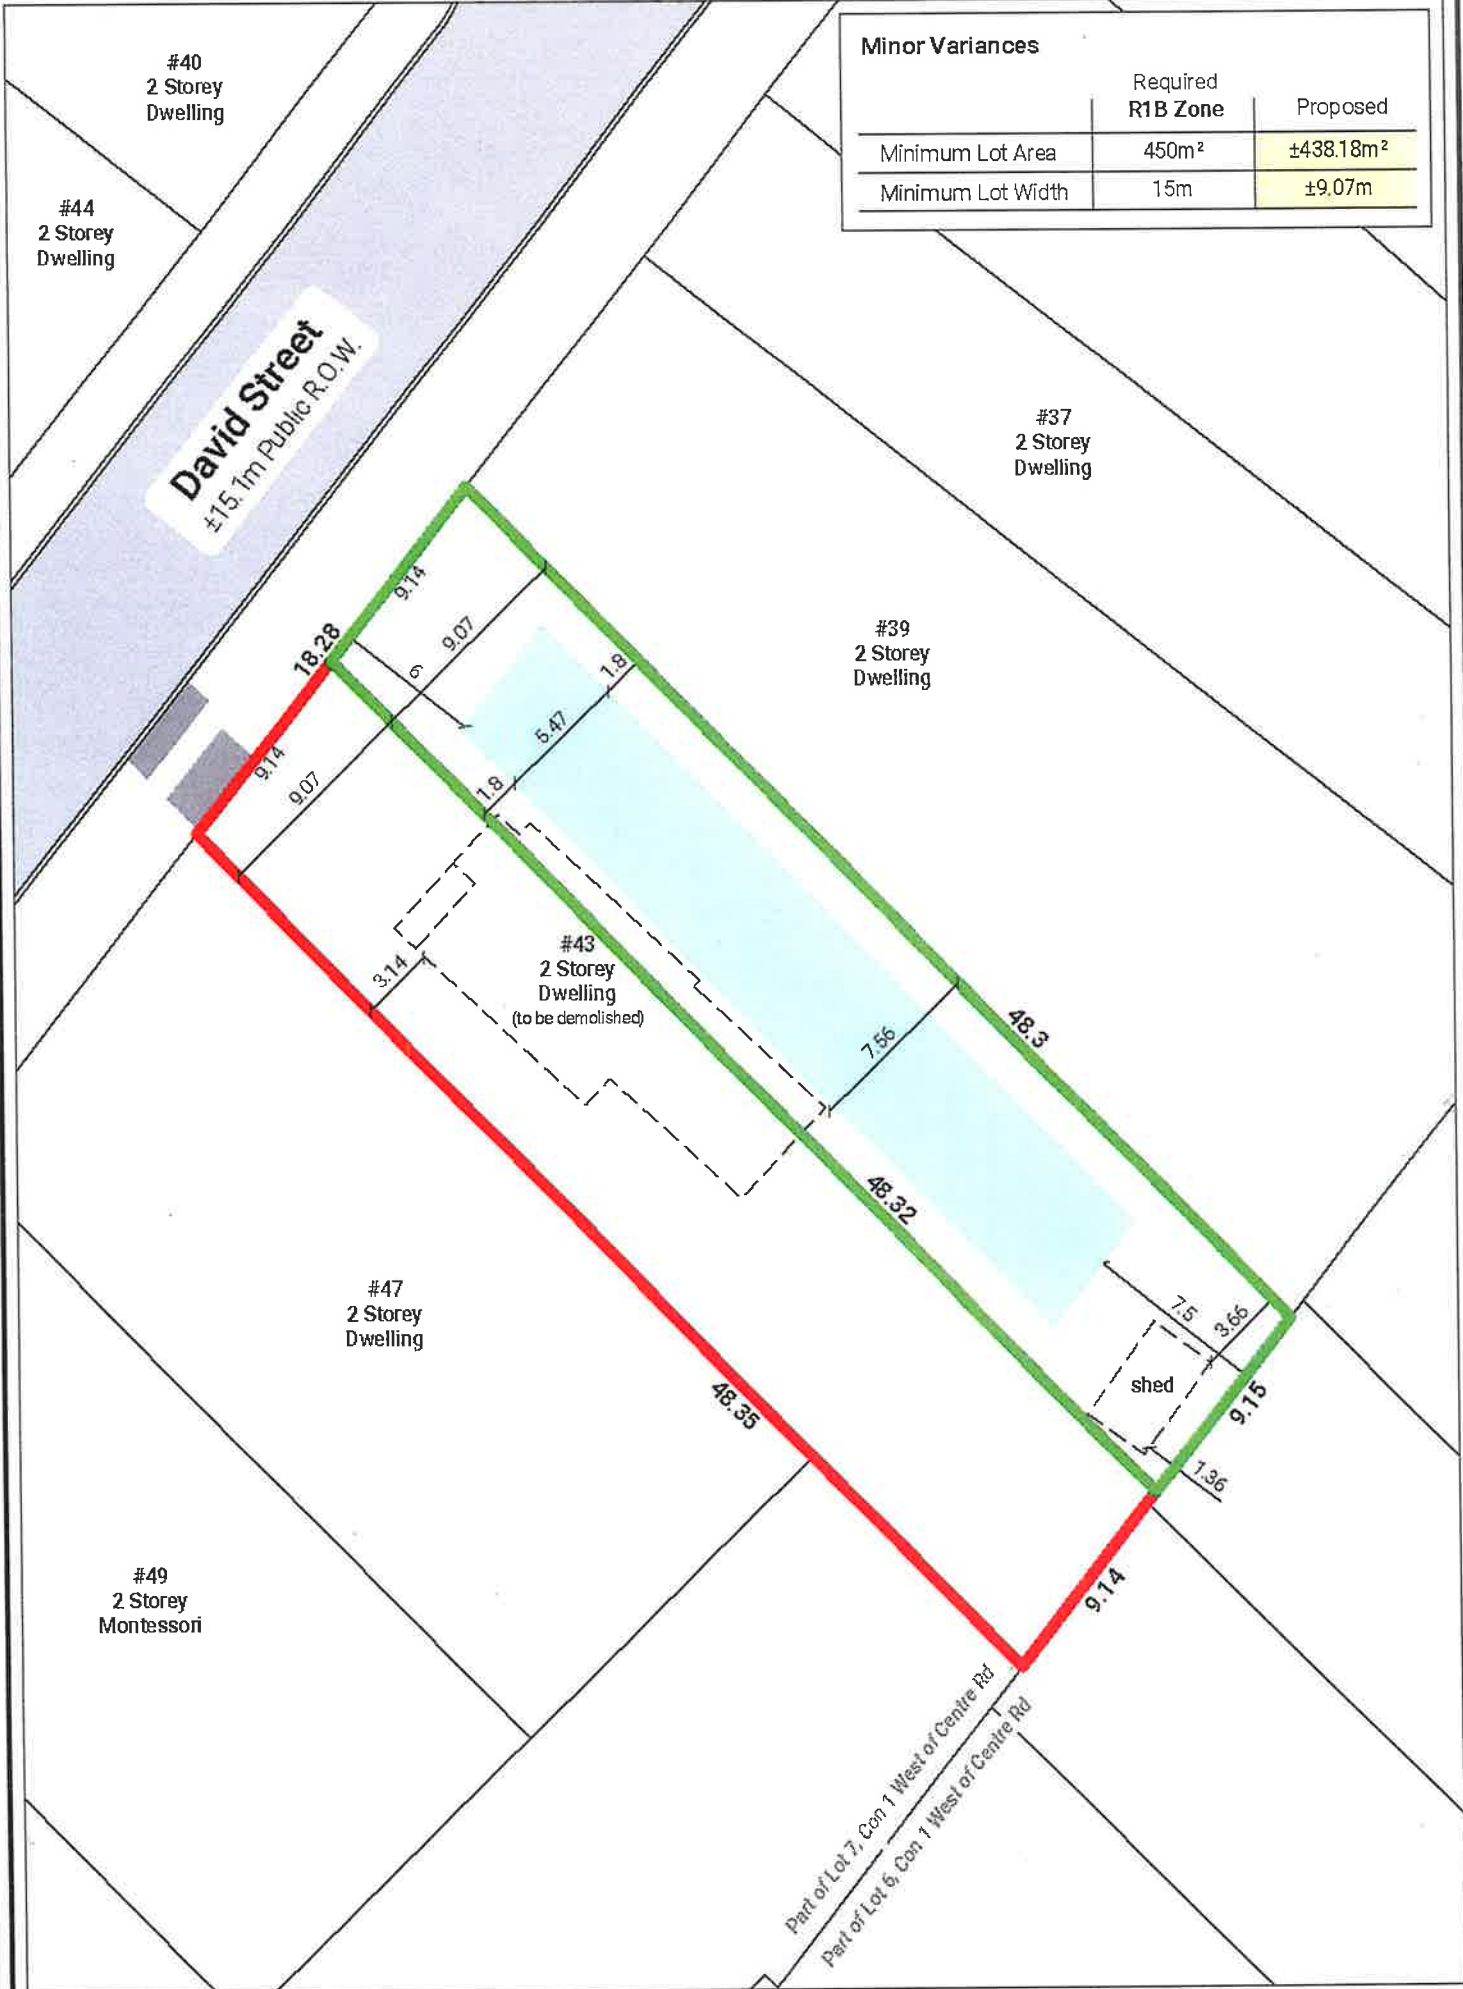 Minor Variances
Required
R1B Zone
Proposed
Minimum Lot Area 450m² ±438.18m²
Minimum Lot Width 15m ±9.07m
#40
2 Storey
Dwelling
#44
2 Storey
Dwelling
David Street
±15.1m Public R.O.W.
#37
2 Storey
Dwelling
#39
2 Storey
Dwelling
9.14
9.07
18.28
6
1.8
5.47
1.8
9.14
9.07
3.14
#43
2 Storey
Dwelling
(to be demolished)
7.56
48.3
48.32
#47
2 Storey
Dwelling
7.5
3.66
shed
9.15
1.36
48.35
9.14
#49
2 Storey
Montessori
Part of Lot 7, Con 1 West of Centre Rd
Part of Lot 6, Con 1 West of Centre Rd